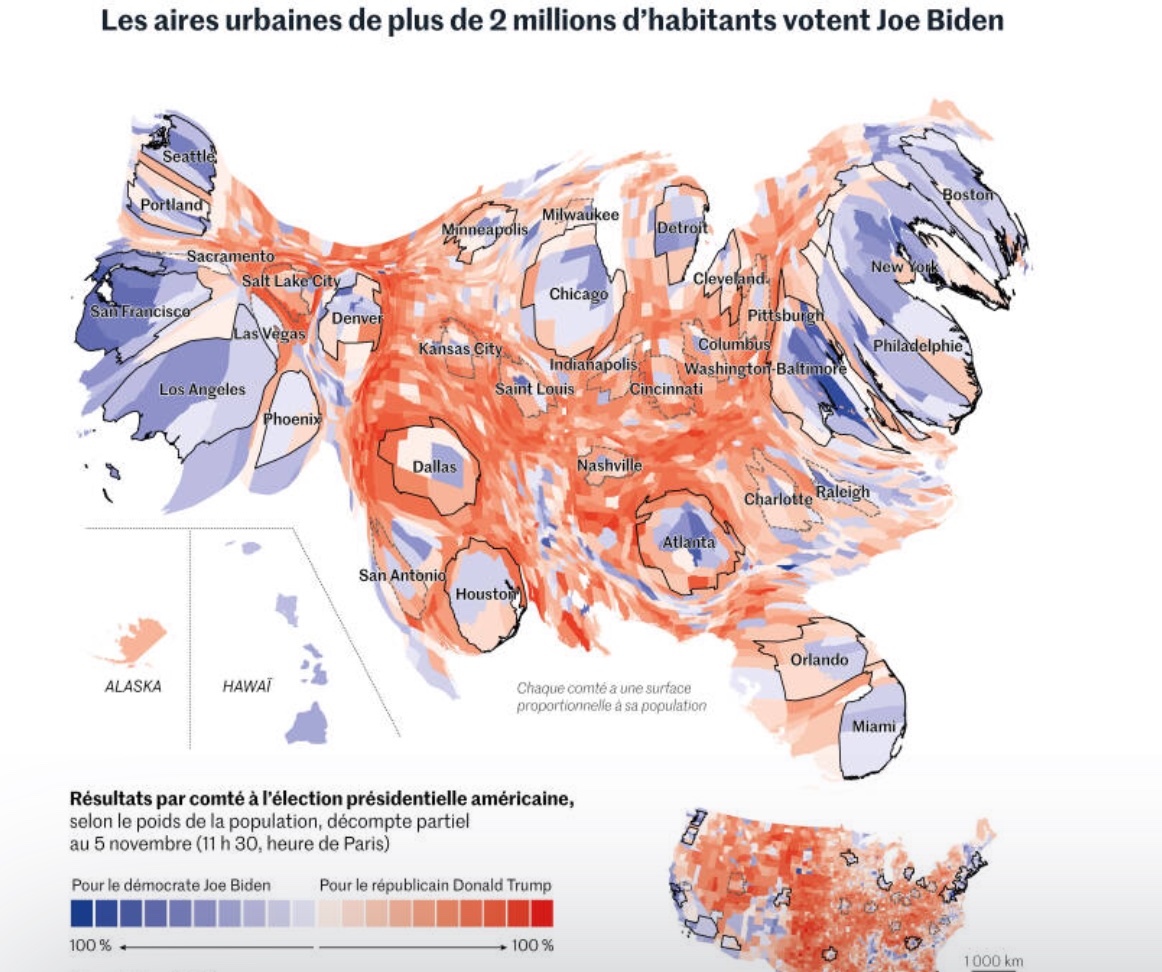 Les aires urbaines de plus de 2 millions d’habitants votent Joe Biden
Seattle
Portland
Boston
Minneapolis
Milwaukee
Detroit
Sacramento
Salt Lake City
Cleveland
New York
San Francisco
Chicago
Denver
Pittsburgh
Las Vegas
Kansas City
Columbus
Philadelphie
Indianapolis
Washington-Baltimore
Los Angeles
Saint Louis
Cincinnati
Phoenix
Dallas
Nashville
Charlotte
Raleigh
Atlanta
San Antonio
Houston
Orlando
Miami
ALASKA
HAWAÏ
Chaque comté a une surface
proportionnelle à sa population
Résultats par comté à l’élection présidentielle américaine,
selon le poids de la population, décompte partiel
au 5 novembre (11 h 30, heure de Paris)
Pour le démocrate Joe Biden
Pour le républicain Donald Trump
100 %
100 %
1 000 km